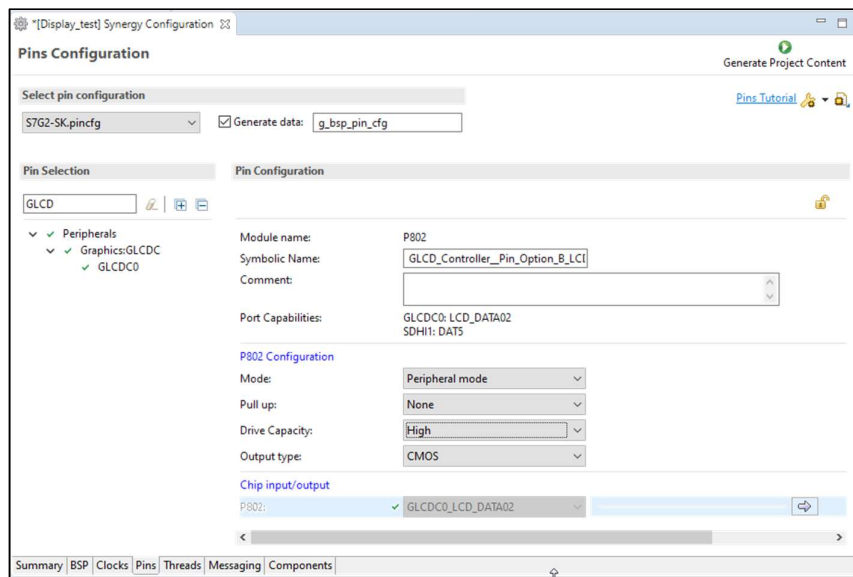 *[Display_test] Synergy Configuration
Pins Configuration
Generate Project Content
Select pin configuration
Pins Tutorial
S7G2-SK.pincfg
Generate data:
g_bsp_pin_cfg
Pin Selection
Pin Configuration
GLCD
Peripherals
Graphics:GLCDC
GLCDC0
Module name: P802
Symbolic Name: GLCD_Controller__Pin_Option_B_LCI
Comment:
Port Capabilities: GLCDC0: LCD_DATA02
SDHI1: DAT5
P802 Configuration
Mode: Peripheral mode
Pull up: None
Drive Capacity: High
Output type: CMOS
Chip input/output
P802: GLCDC0_LCD_DATA02
Summary BSP Clocks Pins Threads Messaging Components